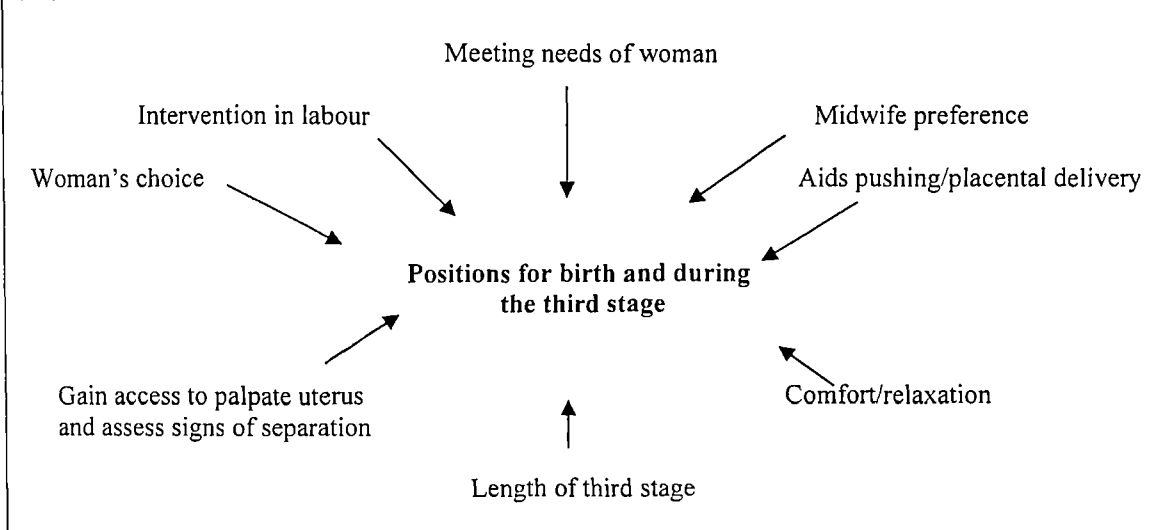 Meeting needs of woman
Intervention in labour
Midwife preference
Woman's choice
Aids pushing/placental delivery
Positions for birth and during
the third stage
Gain access to palpate uterus
and assess signs of separation
Comfort/relaxation
Length of third stage